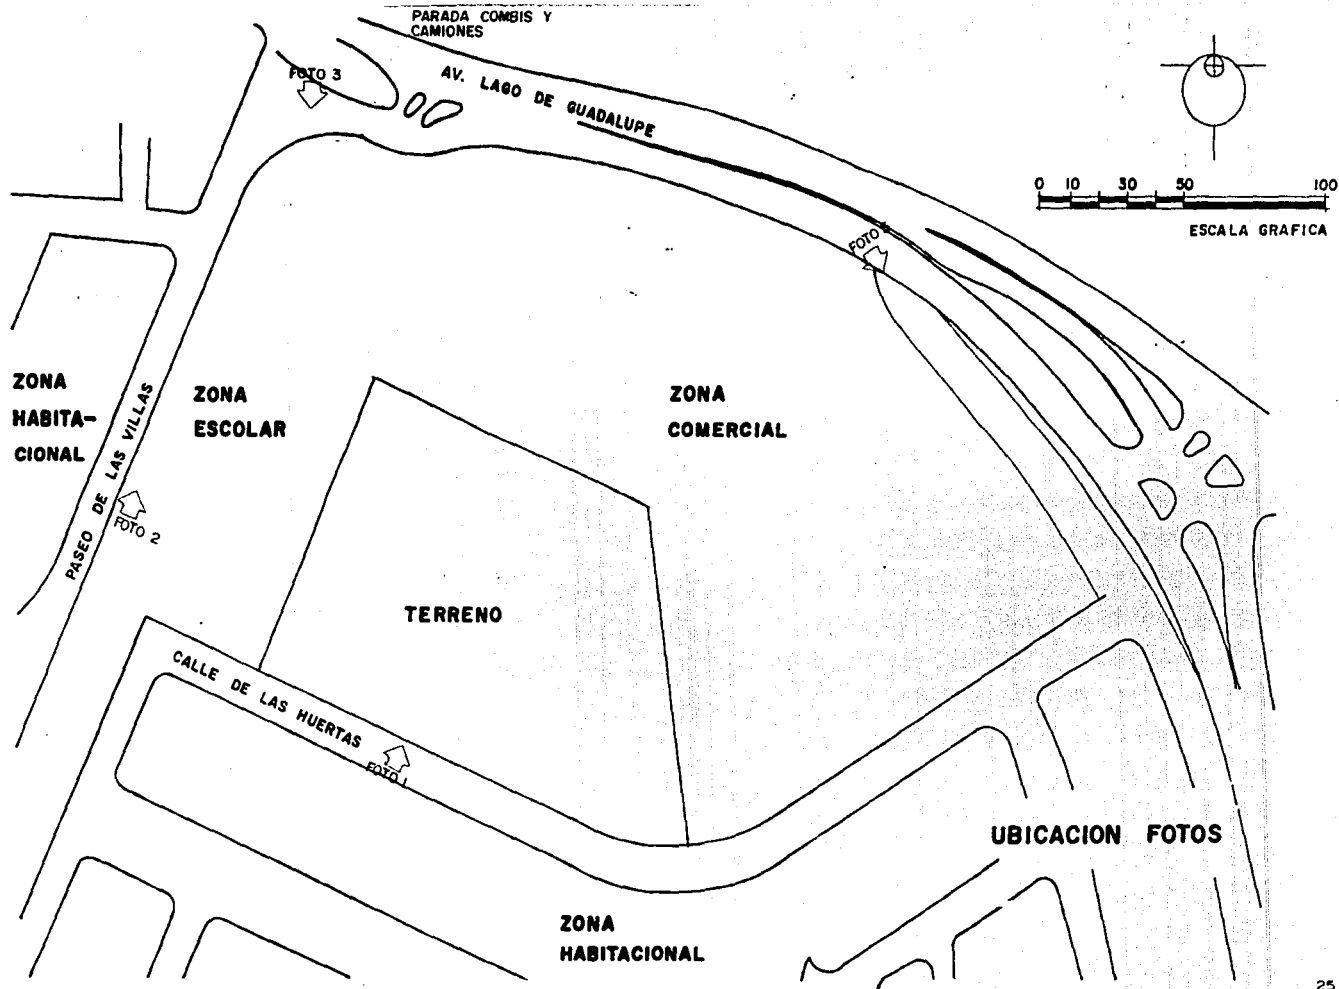 PARADA COMBIS Y
CAMIONES
FOTO 3
AV. LAGO DE GUADALUPE
0 10 30 50 100
ESCALA GRAFICA
FOTO
ZONA
HABITA-
CIONAL
PASEO DE LAS VILLAS
ZONA
ESCOLAR
ZONA
COMERCIAL
FOTO 2
TERRENO
CALLE DE LAS HUERTAS
FOTO 1
UBICACION FOTOS
ZONA
HABITACIONAL
25